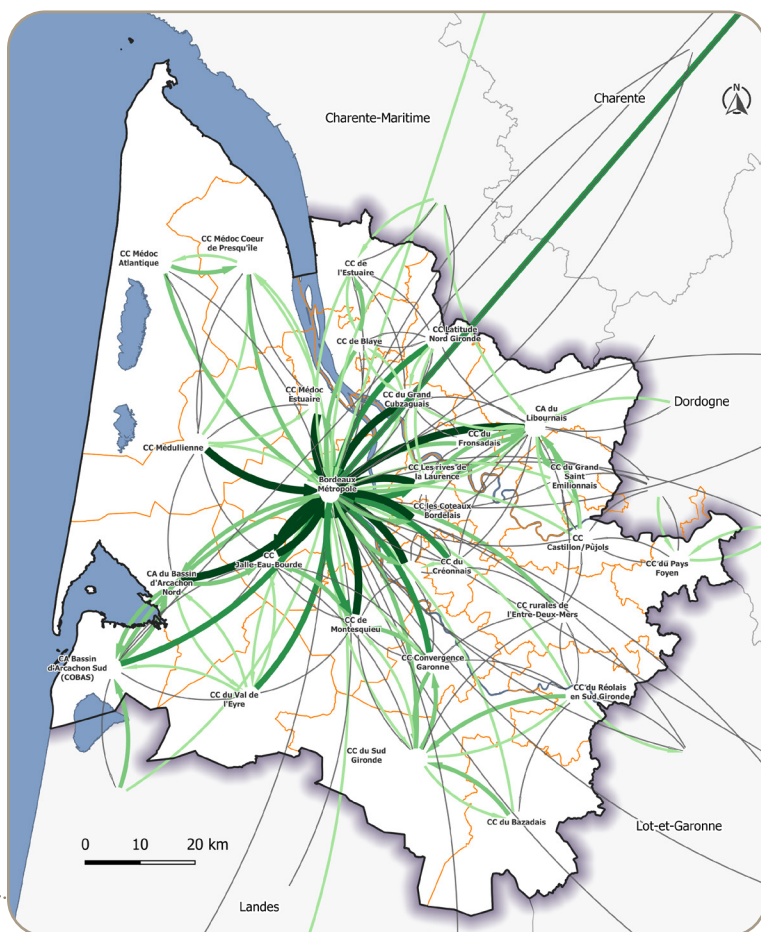 N
Charente
Charente-Maritime
CC Médoc Coeur
de Presqu'île
CC Médoc
Atlantique
CC de
l'Estuaire
CC Latitude
Nord Gironde
CC de Blaye
CC Médoc
Estuaire
CC du Grand
Cubzaguais
CA du
Libournais
Dordogne
CC du
Fronsadais
CC Médullienne
CC Les rives de
la Laurence
CC du Grand
Saint
Emilionnais
Bordeaux
Métropole
CC les Coteaux
Bordelais
CC
Castillon/Pùjols
CC
Jalle-Eau-Bourde
CC du
Créonnais
CC du Pays
Foyen
CA du Bassin
d'Arcachon
Nord
CC rurales de
l'Entre-Deux-Mers
CC de
Montesquieu
CA Bassin
d'Arcachon Sud
(COBAS)
CC Convergence
Garonne
CC du Val de
l'Eyre
CC du Réolais
en Sud Gironde
CC du Sud
Gironde
CC du Bazadais
Lot-et-Garonne
0 10 20 km
Landes